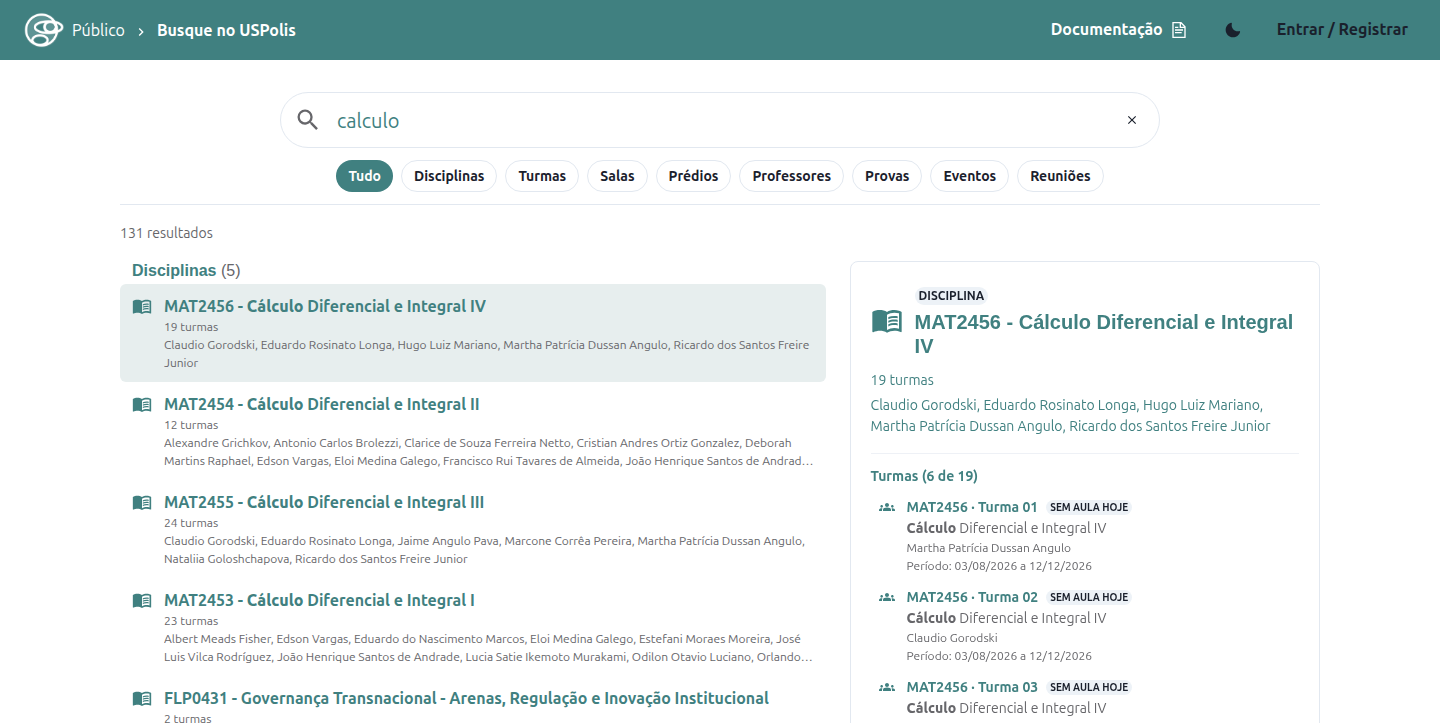 Público › Busque no USPolis
Documentação
Entrar / Registrar
calculo
Tudo Disciplinas Turmas Salas Prédios Professores Provas Eventos Reuniões
131 resultados
Disciplinas (5)
MAT2456 - Cálculo Diferencial e Integral IV
19 turmas
Claudio Gorodski, Eduardo Rosinato Longa, Hugo Luiz Mariano, Martha Patrícia Dussan Angulo, Ricardo dos Santos Freire
Junior
MAT2454 - Cálculo Diferencial e Integral II
12 turmas
Alexandre Grichkov, Antonio Carlos Brolezzi, Clarice de Souza Ferreira Netto, Cristian Andres Ortiz Gonzalez, Deborah
Martins Raphael, Edson Vargas, Eloi Medina Galego, Francisco Rui Tavares de Almeida, João Henrique Santos de Andrad…
MAT2455 - Cálculo Diferencial e Integral III
24 turmas
Claudio Gorodski, Eduardo Rosinato Longa, Jaime Angulo Pava, Marcone Corrêa Pereira, Martha Patrícia Dussan Angulo,
Nataliia Goloshchapova, Ricardo dos Santos Freire Junior
MAT2453 - Cálculo Diferencial e Integral I
23 turmas
Albert Meads Fisher, Edson Vargas, Eduardo do Nascimento Marcos, Eloi Medina Galego, Estefani Moraes Moreira, José
Luis Vilca Rodríguez, João Henrique Santos de Andrade, Lucia Satie Ikemoto Murakami, Odilon Otavio Luciano, Orlando…
FLP0431 - Governança Transnacional - Arenas, Regulação e Inovação Institucional
2 turmas
DISCIPLINA
MAT2456 - Cálculo Diferencial e Integral
IV
19 turmas
Claudio Gorodski, Eduardo Rosinato Longa, Hugo Luiz Mariano,
Martha Patrícia Dussan Angulo, Ricardo dos Santos Freire Junior
Turmas (6 de 19)
MAT2456 · Turma 01 SEM AULA HOJE
Cálculo Diferencial e Integral IV
Martha Patrícia Dussan Angulo
Período: 03/08/2026 a 12/12/2026
MAT2456 · Turma 02 SEM AULA HOJE
Cálculo Diferencial e Integral IV
Claudio Gorodski
Período: 03/08/2026 a 12/12/2026
MAT2456 · Turma 03 SEM AULA HOJE
Cálculo Diferencial e Integral IV